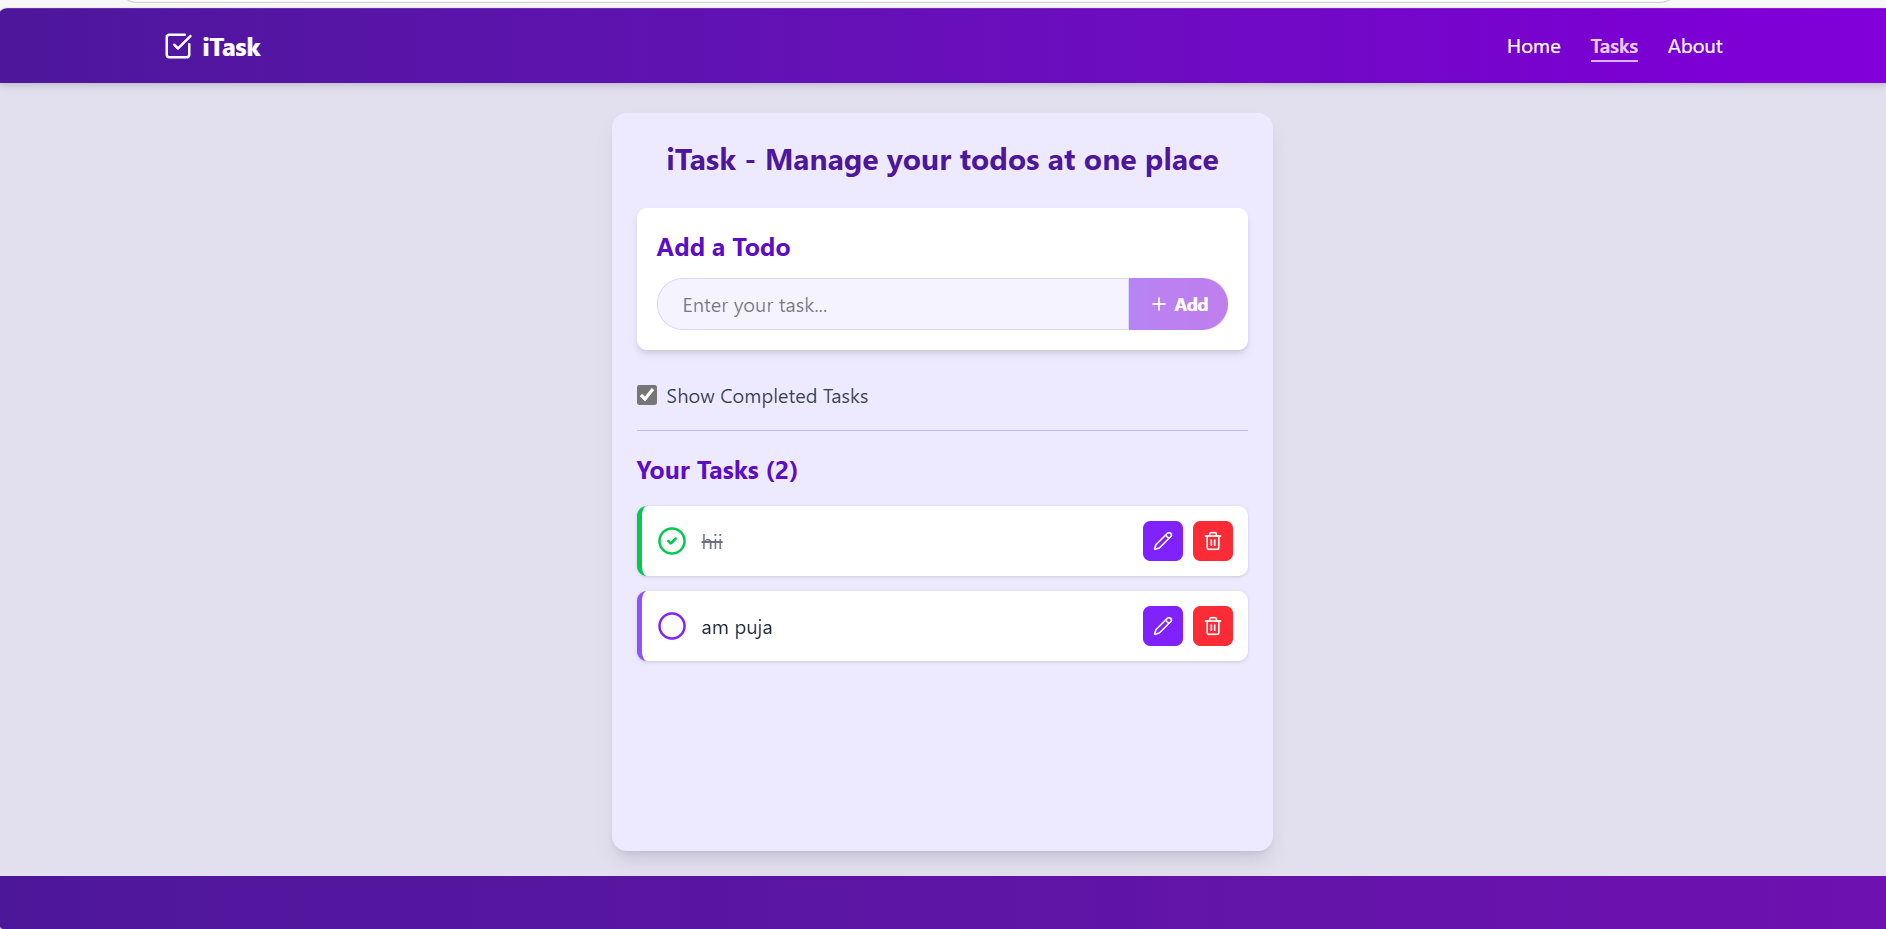 iTask
Home Tasks About
iTask - Manage your todos at one place
Add a Todo
Enter your task...
+ Add
Show Completed Tasks
Your Tasks (2)
hii
am puja